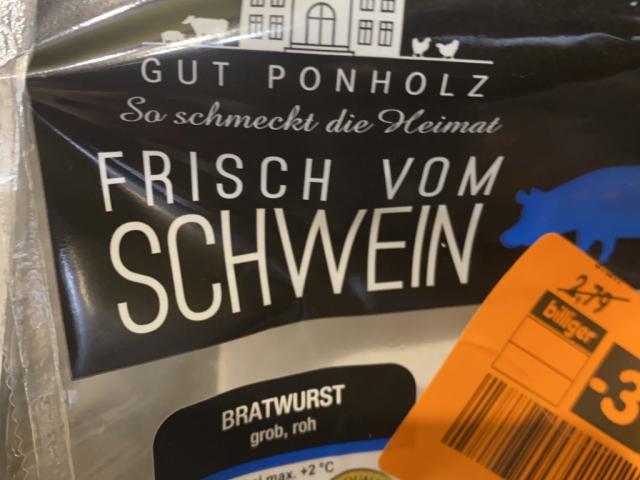 GUT PONHOLZ
So schmeckt die Heimat
FRISCH VOM
SCHWEIN
2,79
billiger
-3
BRATWURST
grob, roh
max. +2 °C